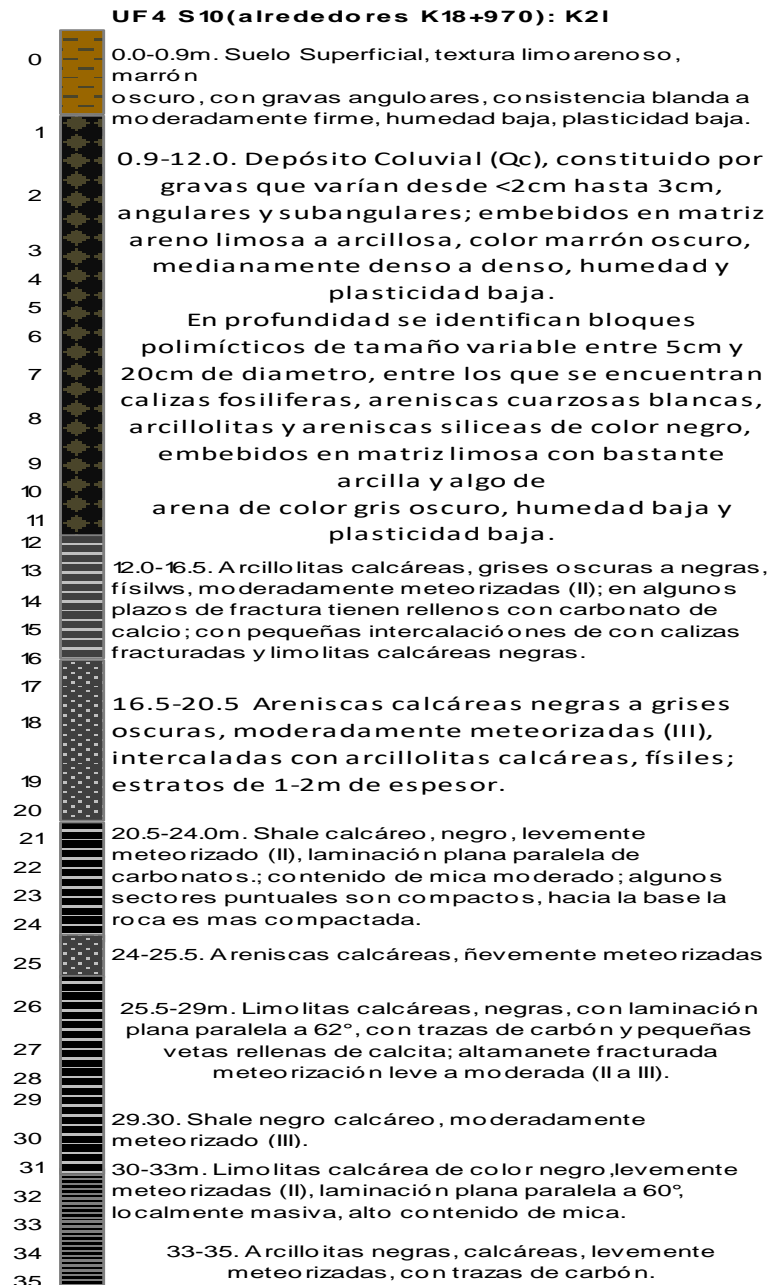 UF4 S10(alrededores K18+970): K2I
0
0.0-0.9m. Suelo Superficial, textura limoarenoso,
marrón
oscuro, con gravas anguloares, consistencia blanda a
moderadamente firme, humedad baja, plasticidad baja.
1
0.9-12.0. Depósito Coluvial (Qc), constituido por
gravas que varían desde <2cm hasta 3cm,
2
angulares y subangulares; embebidos en matriz
areno limosa a arcillosa, color marrón oscuro,
3
medianamente denso a denso, humedad y
4
plasticidad baja.
5
En profundidad se identifican bloques
6
polimícticos de tamaño variable entre 5cm y
7
20cm de diametro, entre los que se encuentran
calizas fosiliferas, areniscas cuarzosas blancas,
8
arcillolitas y areniscas siliceas de color negro,
9
embebidos en matriz limosa con bastante
arcilla y algo de
10
arena de color gris oscuro, humedad baja y
11
plasticidad baja.
12
12.0-16.5. Arcillolitas calcáreas, grises oscuras a negras,
13
físilws, moderadamente meteorizadas (II); en algunos
14
plazos de fractura tienen rellenos con carbonato de
15
calcio; con pequeñas intercalacióones de con calizas
16
fracturadas y limolitas calcáreas negras.
17
16.5-20.5 Areniscas calcáreas negras a grises
18
oscuras, moderadamente meteorizadas (III),
intercaladas con arcillolitas calcáreas, físiles;
19
estratos de 1-2m de espesor.
20
21
20.5-24.0m. Shale calcáreo, negro, levemente
meteorizado (II), laminación plana paralela de
22
carbonatos.; contenido de mica moderado; algunos
23
sectores puntuales son compactos, hacia la base la
24
roca es mas compactada.
25
24-25.5. Areniscas calcáreas, ñevemente meteorizadas
26
25.5-29m. Limolitas calcáreas, negras, con laminación
plana paralela a 62°, con trazas de carbón y pequeñas
27
vetas rellenas de calcita; altamanete fracturada
28
meteorización leve a moderada (II a III).
29
29.30. Shale negro calcáreo, moderadamente
30
meteorizado (III).
31
30-33m. Limolitas calcárea de color negro,levemente
32
meteorizadas (II), laminación plana paralela a 60°,
33
localmente masiva, alto contenido de mica.
34
33-35. Arcilloitas negras, calcáreas, levemente
35
meteorizadas, con trazas de carbón.